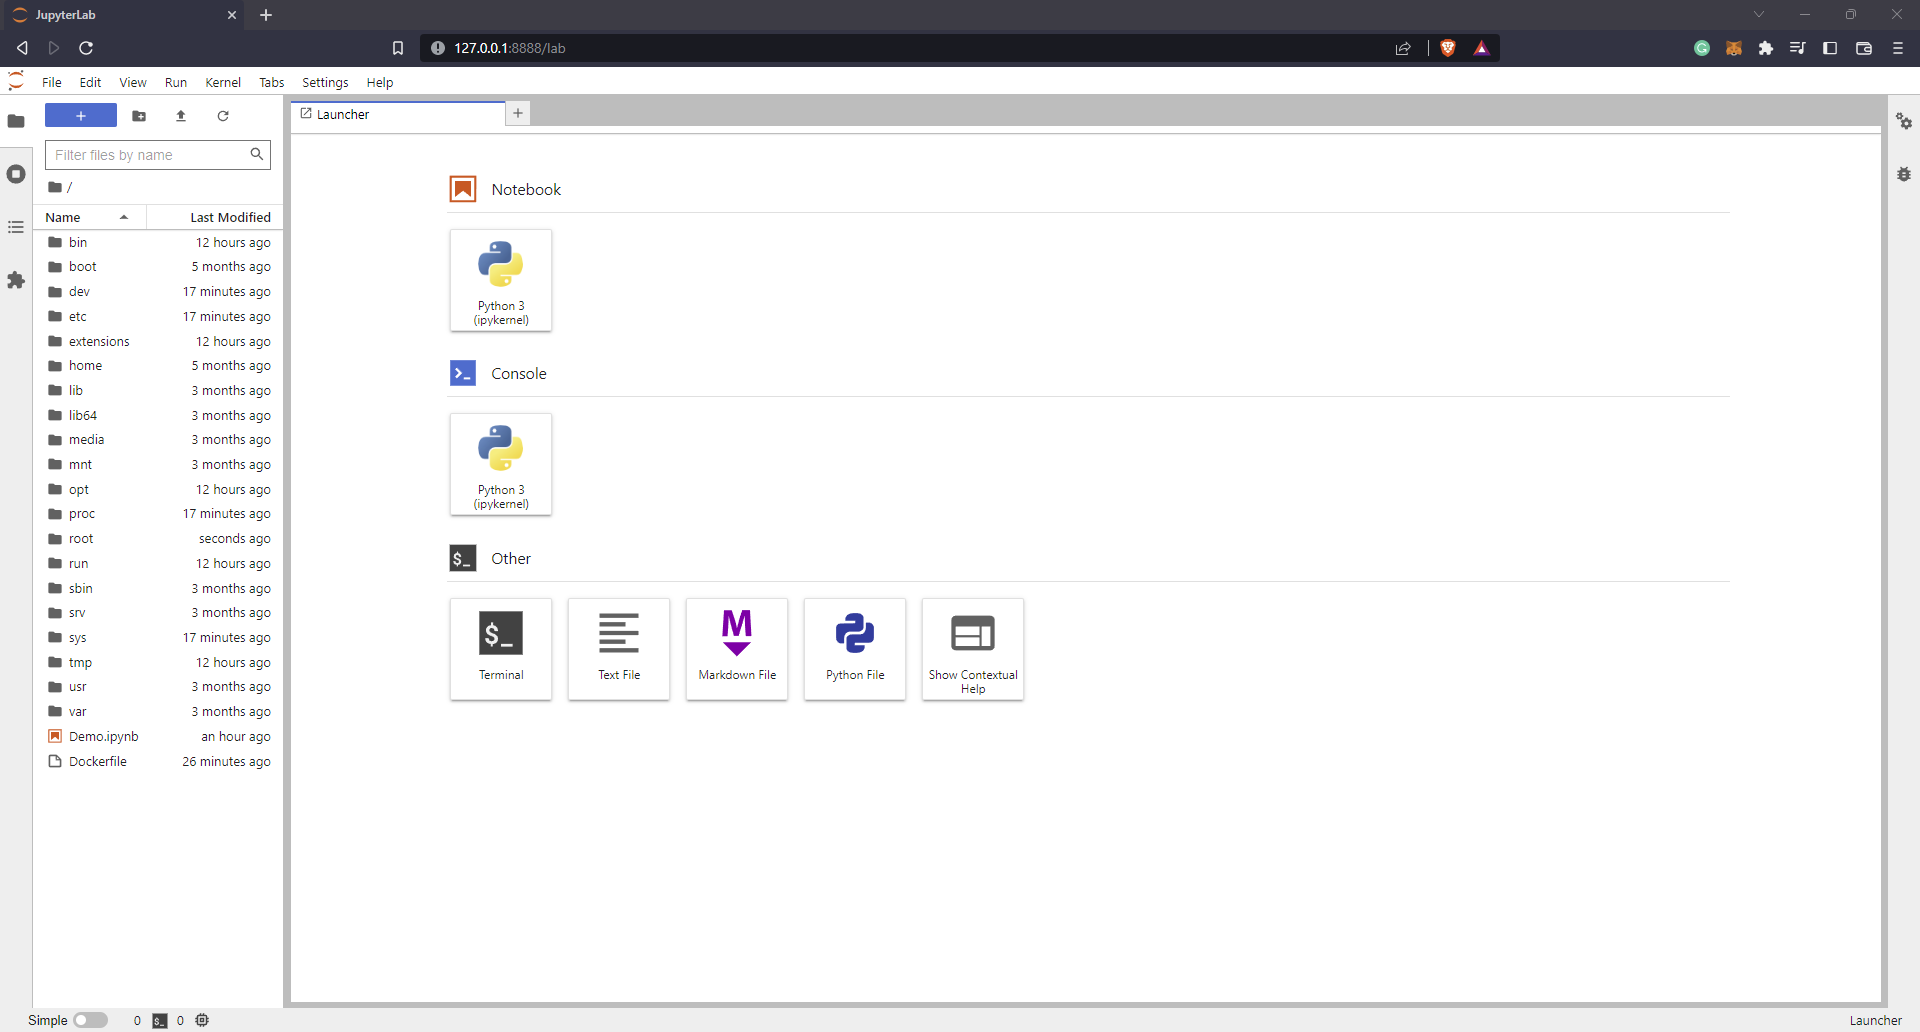 JupyterLab
127.0.0.1:8888/lab
File Edit View Run Kernel Tabs Settings Help
Launcher
Filter files by name
/
Name Last Modified
bin 12 hours ago
boot 5 months ago
dev 17 minutes ago
etc 17 minutes ago
extensions 12 hours ago
home 5 months ago
lib 3 months ago
lib64 3 months ago
media 3 months ago
mnt 3 months ago
opt 12 hours ago
proc 17 minutes ago
root seconds ago
run 12 hours ago
sbin 3 months ago
srv 3 months ago
sys 17 minutes ago
tmp 12 hours ago
usr 3 months ago
var 3 months ago
Demo.ipynb an hour ago
Dockerfile 26 minutes ago
Notebook
Python 3
(ipykernel)
Console
Python 3
(ipykernel)
$_ Other
$_
Terminal
Text File
M
Markdown File
Python File
Show Contextual
Help
Simple 0 $_ 0 Launcher